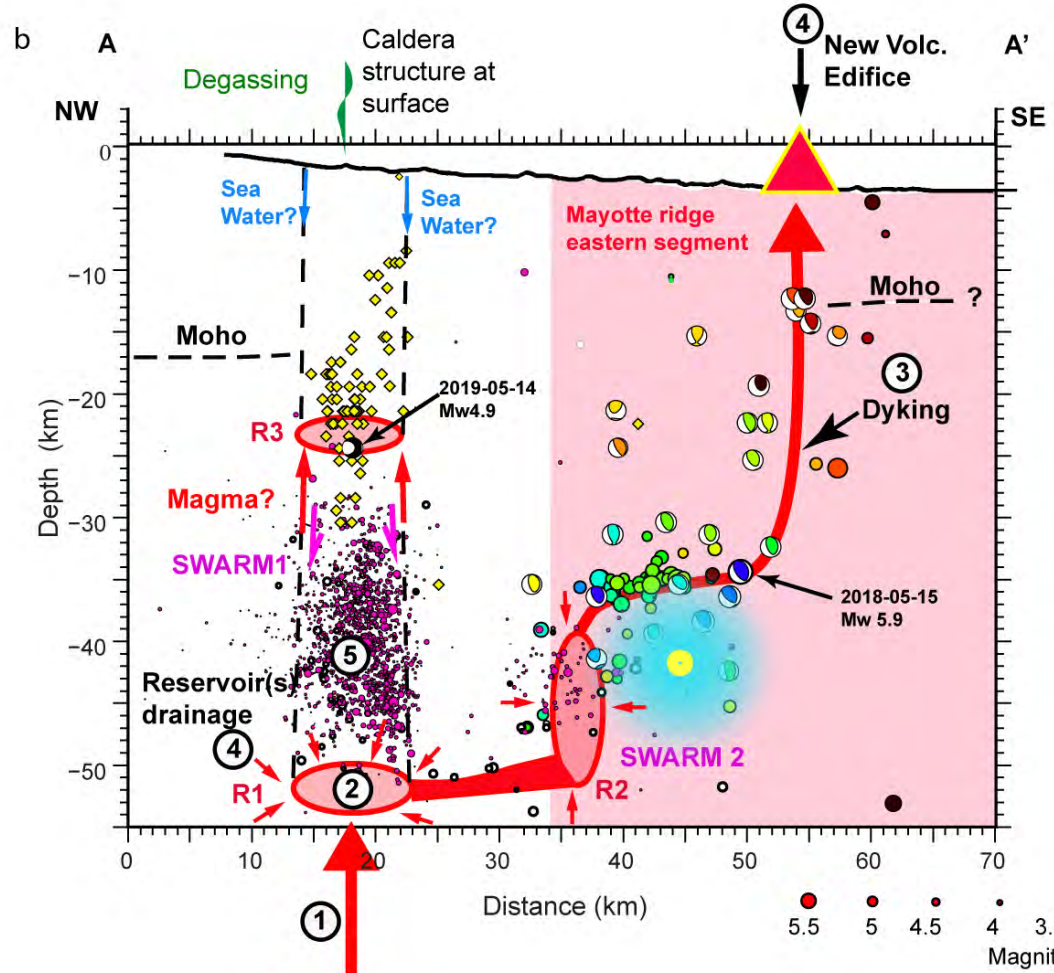 b
A
Degassing
Caldera
structure at
surface
4
New Volc.
Edifice
A’
NW
SE
0
Sea
Water?
Sea
Water?
Mayotte ridge
eastern segment
−10
Moho
Moho
?
2019-05-14
Mw4.9
3
Dyking
−20
R3
Depth (km)
Magma?
−30
SWARM1
2018-05-15
Mw 5.9
−40
5
Reservoir(s)
drainage
4
SWARM 2
−50
R1
2
R2
0
10
20
30
40
50
60
70
1
Distance (km)
5.5
5
4.5
4
3.
Magnit